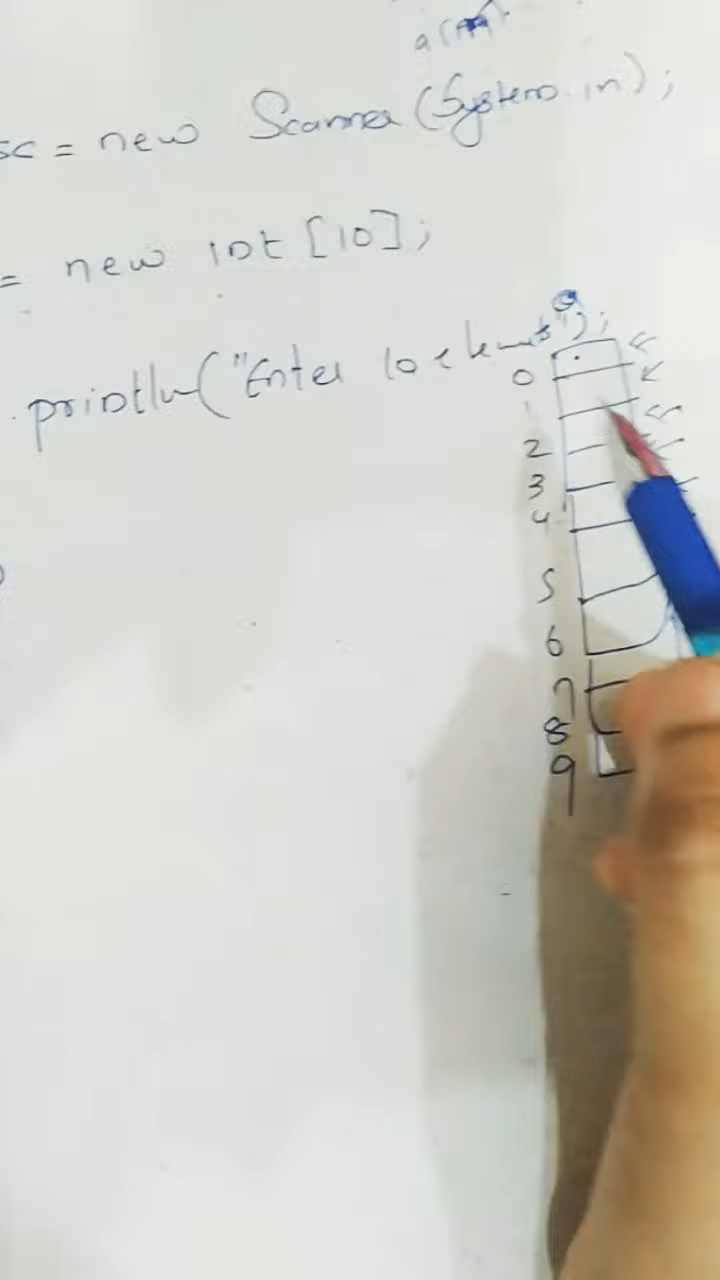 sc = new Scanner (System.in);
= new int [10];
.println("Enter 10 elements");
a
0
1
2
3
4
5
6
7
8
9